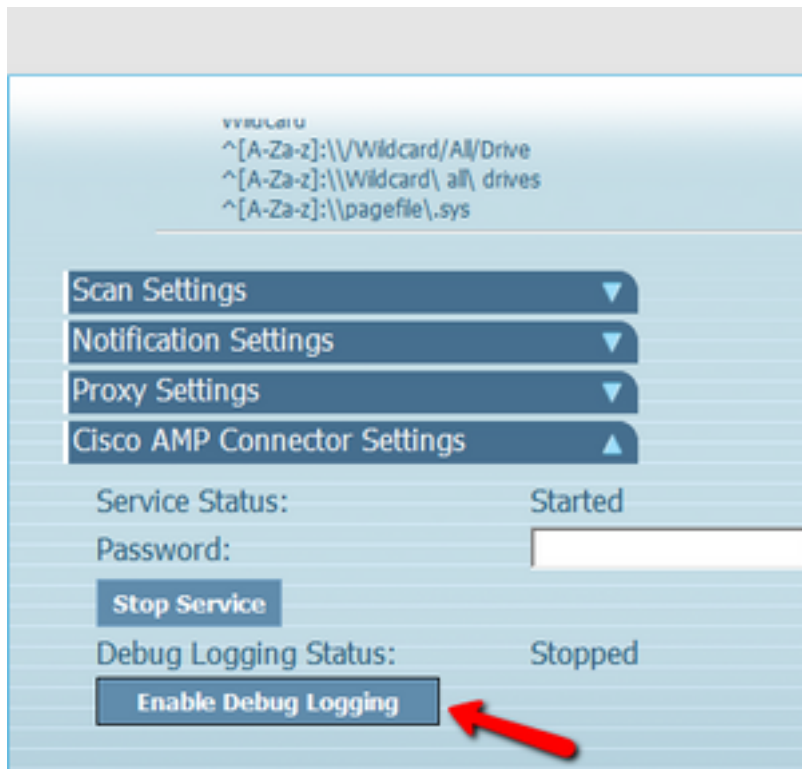 ^[A-Za-z]:\\/Wildcard/All/Drive
^[A-Za-z]:\\Wildcard\ all\ drives
^[A-Za-z]:\\pagefile\.sys
Scan Settings
Notification Settings
Proxy Settings
Cisco AMP Connector Settings
Service Status: Started
Password:
Stop Service
Debug Logging Status: Stopped
Enable Debug Logging